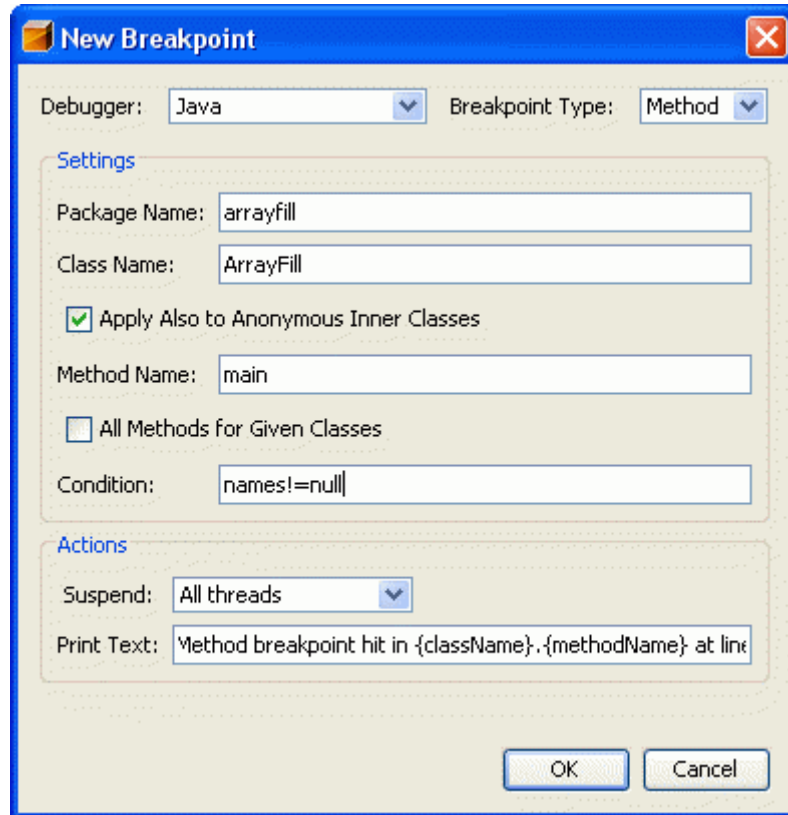 New Breakpoint
Debugger: Java Breakpoint Type: Method
Settings
Package Name: arrayfill
Class Name: ArrayFill
Apply Also to Anonymous Inner Classes
Method Name: main
All Methods for Given Classes
Condition: names!=null
Actions
Suspend: All threads
Print Text: Method breakpoint hit in {className}.{methodName} at line
OK Cancel